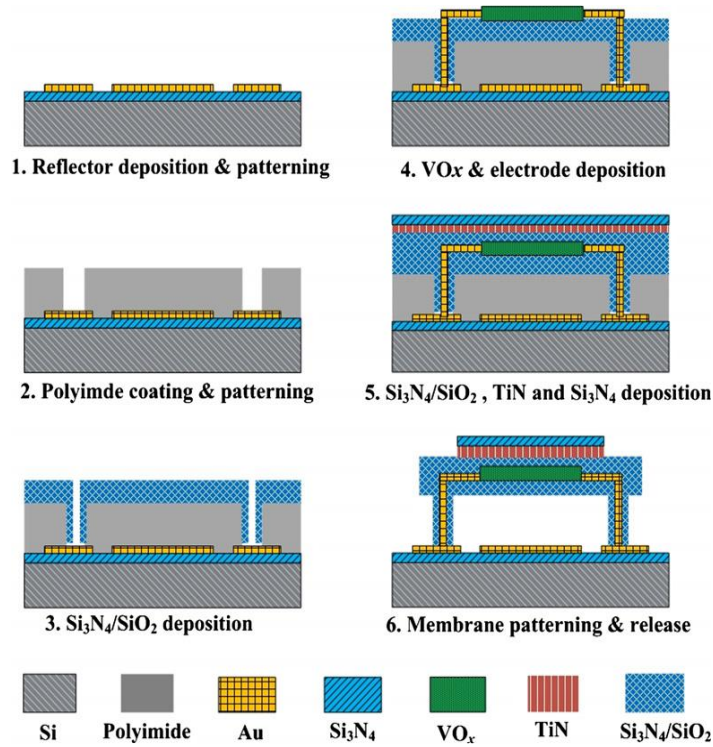 1. Reflector deposition & patterning
2. Polyimde coating & patterning
3. Si₃N₄/SiO₂ deposition
4. VOx & electrode deposition
5. Si₃N₄/SiO₂ , TiN and Si₃N₄ deposition
6. Membrane patterning & release
Si
Polyimide
Au
Si₃N₄
VOₓ
TiN
Si₃N₄/SiO₂